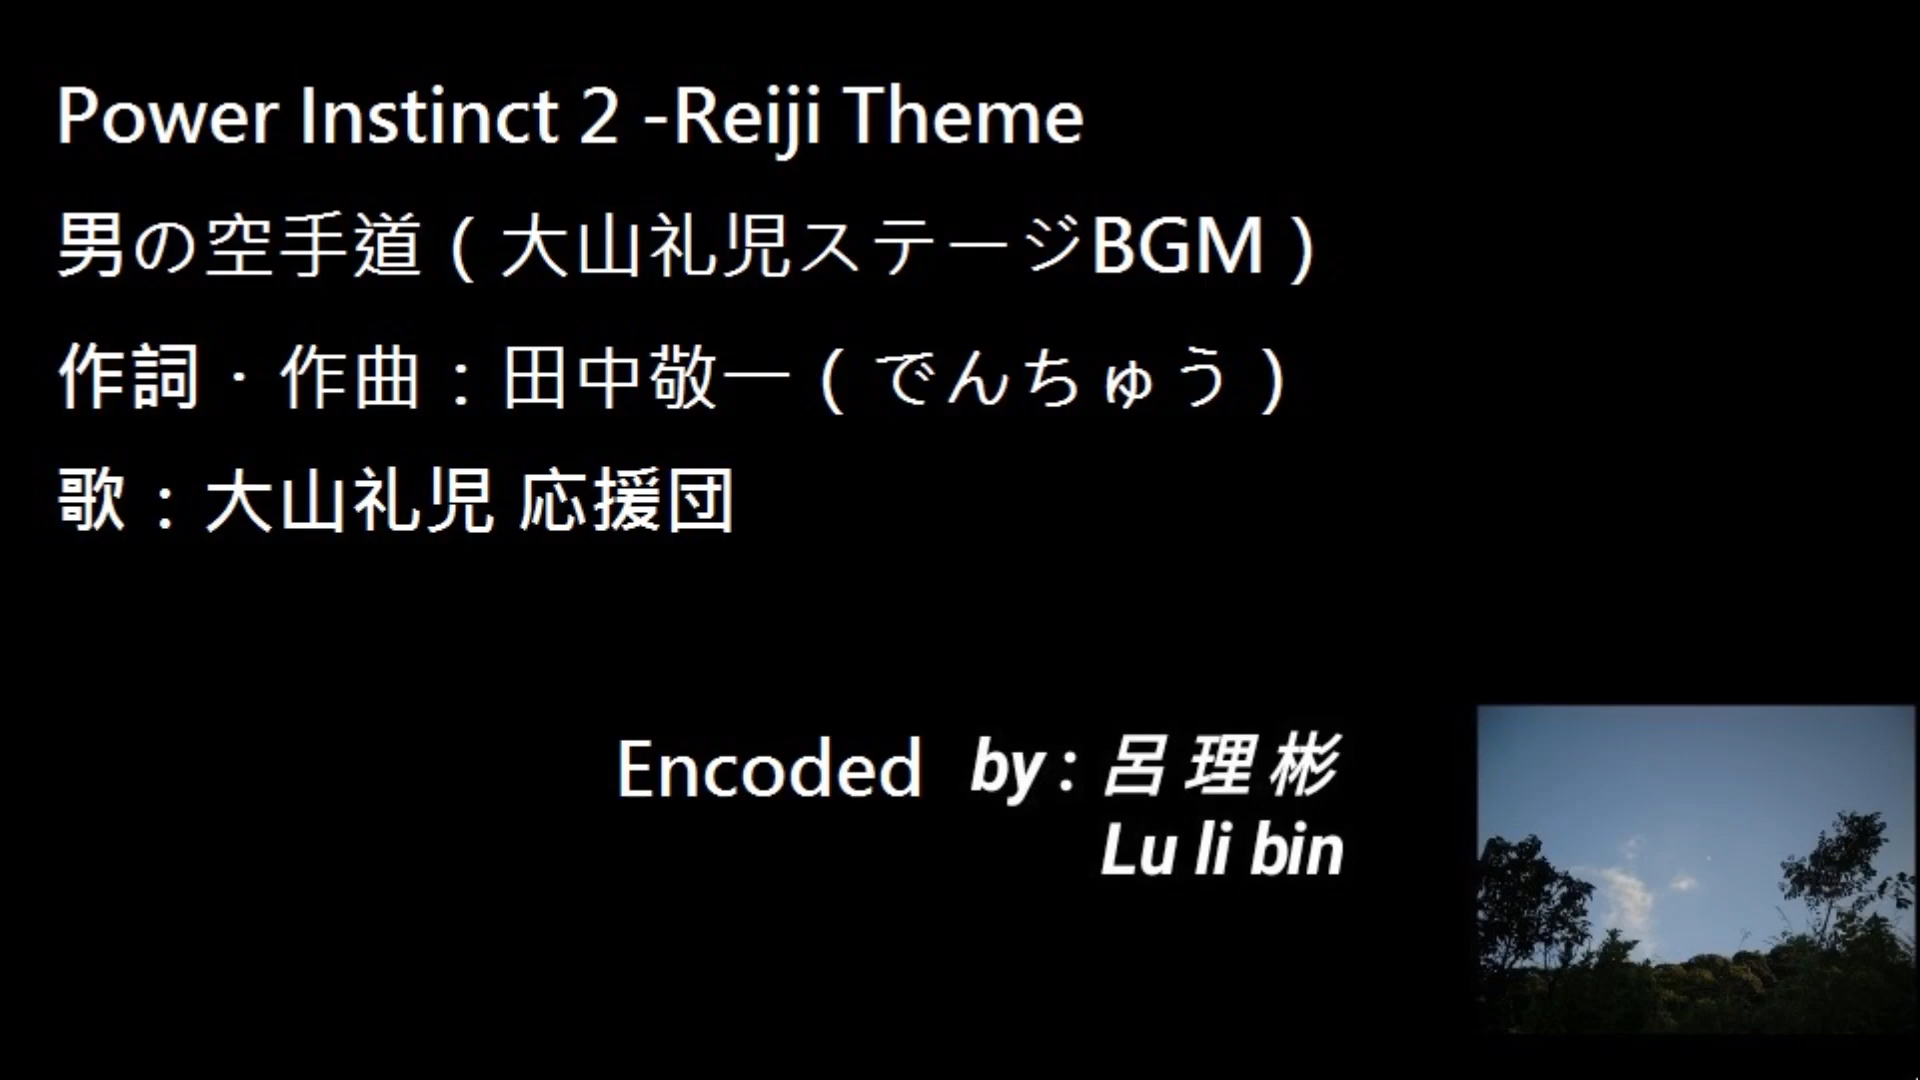 Power Instinct 2 -Reiji Theme
男の空手道（大山礼児ステージBGM）
作詞・作曲：田中敬一（でんちゅう）
歌：大山礼児 応援団
Encoded by : 呂 理 彬
Lu li bin